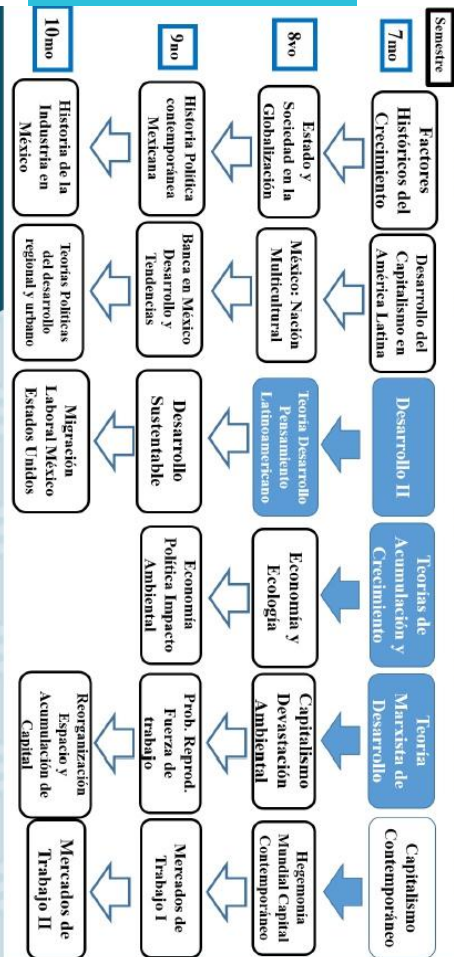 Semestre
7mo
Factores
Históricos del
Crecimiento
Desarrollo del
Capitalismo en
América Latina
Desarrollo II
Teorías de
Acumulación y
Crecimiento
Teoria
Marxista de
Desarrollo
Capitalismo
Contemporáneo
8vo
Estado y
Sociedad en la
Globalización
México: Nación
Multicultural
Teoria Desarrollo
Pensamiento
Latinoamericano
Economía y
Ecología
Capitalismo
Devastación
Ambiental
Hegemonia
Mundial Capital
Contemporáneo
9no
Historia Política
contemporánea
Mexicana
Banca en México
Desarrollo y
Tendencias
Desarrollo
Sustentable
Economía
Política Impacto
Ambiental
Prob. Reprod.
Fuerza de
trabajo
Mercados de
Trabajo I
10mo
Historia de la
Industria en
México
Teorías Políticas
del desarrollo
regional y urbano
Migración
Laboral México
Estados Unidos
Reorganización
Espacio y
Acumulación de
Capital
Mercados de
Trabajo II